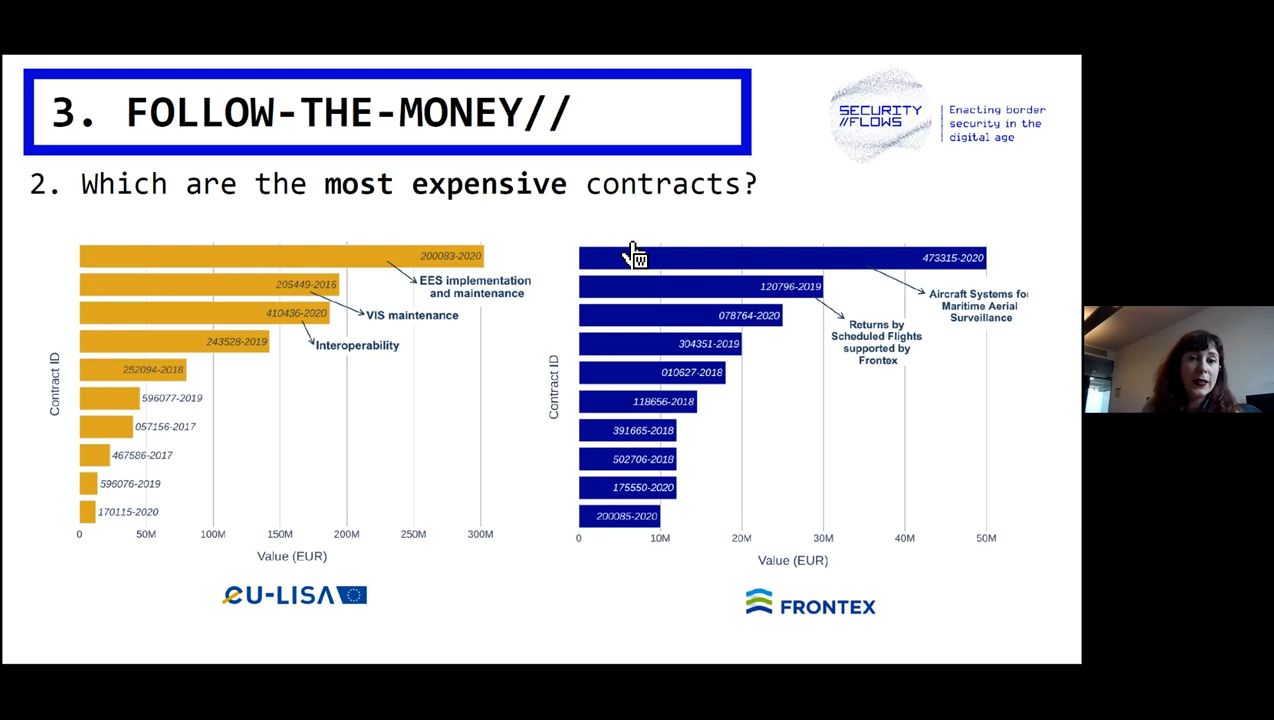 3. FOLLOW-THE-MONEY//
SECURITY
//FLOWS
Enacting border
security in the
digital age
2. Which are the most expensive contracts?
Contract ID
200083-2020
205449-2016
410436-2020
243528-2019
252094-2018
596077-2019
057156-2017
467586-2017
596076-2019
170115-2020
EES implementation
and maintenance
VIS maintenance
Interoperability
0
50M
100M
150M
200M
250M
300M
Value (EUR)
eu-LISA
Contract ID
473315-2020
120796-2019
078764-2020
304351-2019
010627-2018
118656-2018
391665-2018
502706-2018
175550-2020
200085-2020
Aircraft Systems for
Maritime Aerial
Surveillance
Returns by
Scheduled Flights
supported by
Frontex
0
10M
20M
30M
40M
50M
Value (EUR)
FRONTEX